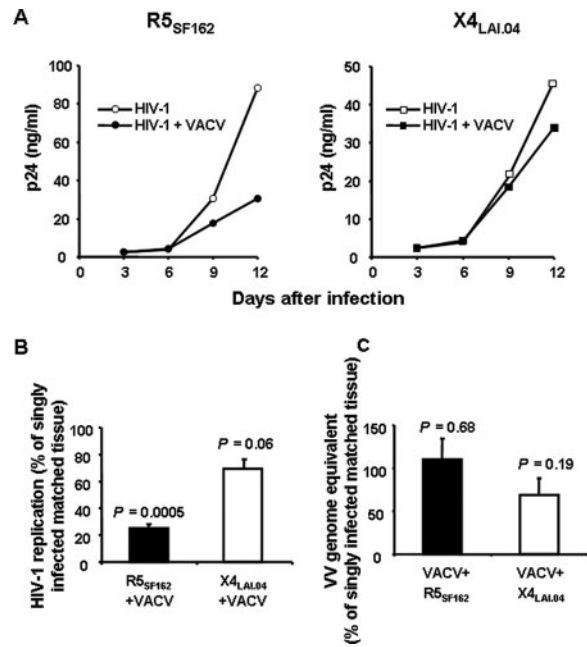 A
R5SF162
X4LAI.04
p24 (ng/ml)
100
80
60
40
20
0
HIV-1
HIV-1 + VACV
0 3 6 9 12
p24 (ng/ml)
50
40
30
20
10
0
HIV-1
HIV-1 + VACV
0 3 6 9 12
Days after infection
B
HIV-1 replication (% of singly
infected matched tissue)
100
80
60
40
20
0
P = 0.0005
P = 0.06
R5SF162
+VACV
X4LAI.04
+VACV
C
VV genome equivalent
(% of singly infected matched tissue)
150
100
50
0
P = 0.68
P = 0.19
VACV+
R5SF162
VACV+
X4LAI.04